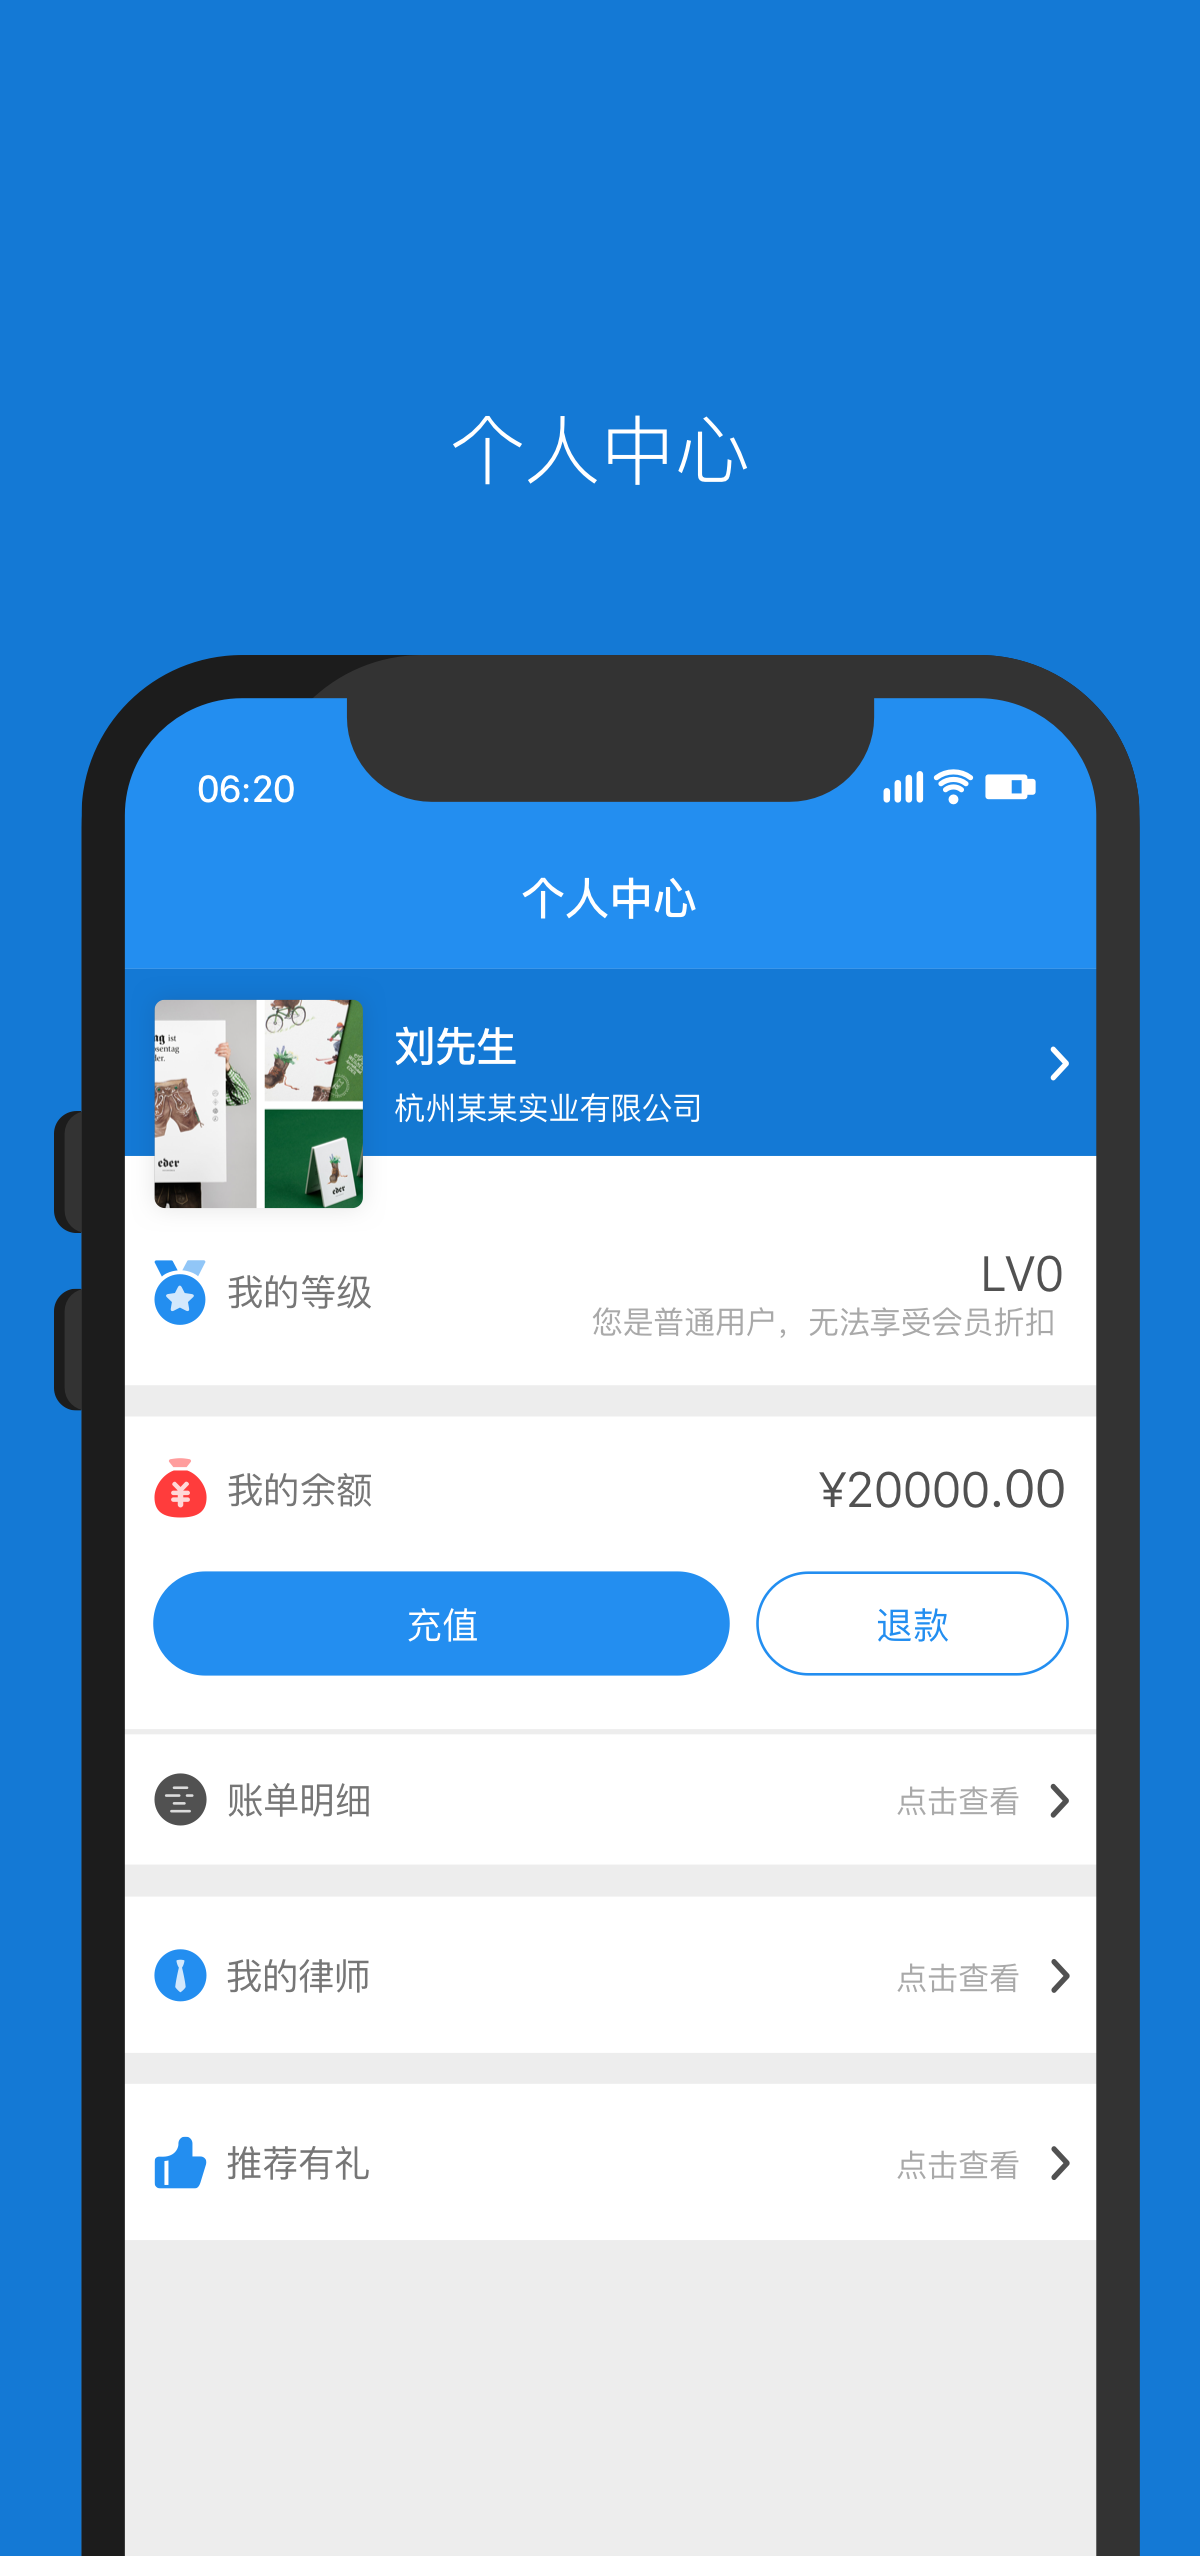 个人中心
06:20
个人中心
刘先生
杭州某某实业有限公司
ist
eder
eder
我的等级
LV0
您是普通用户，无法享受会员折扣
我的余额
¥20000.00
充值
退款
账单明细
点击查看
我的律师
点击查看
推荐有礼
点击查看